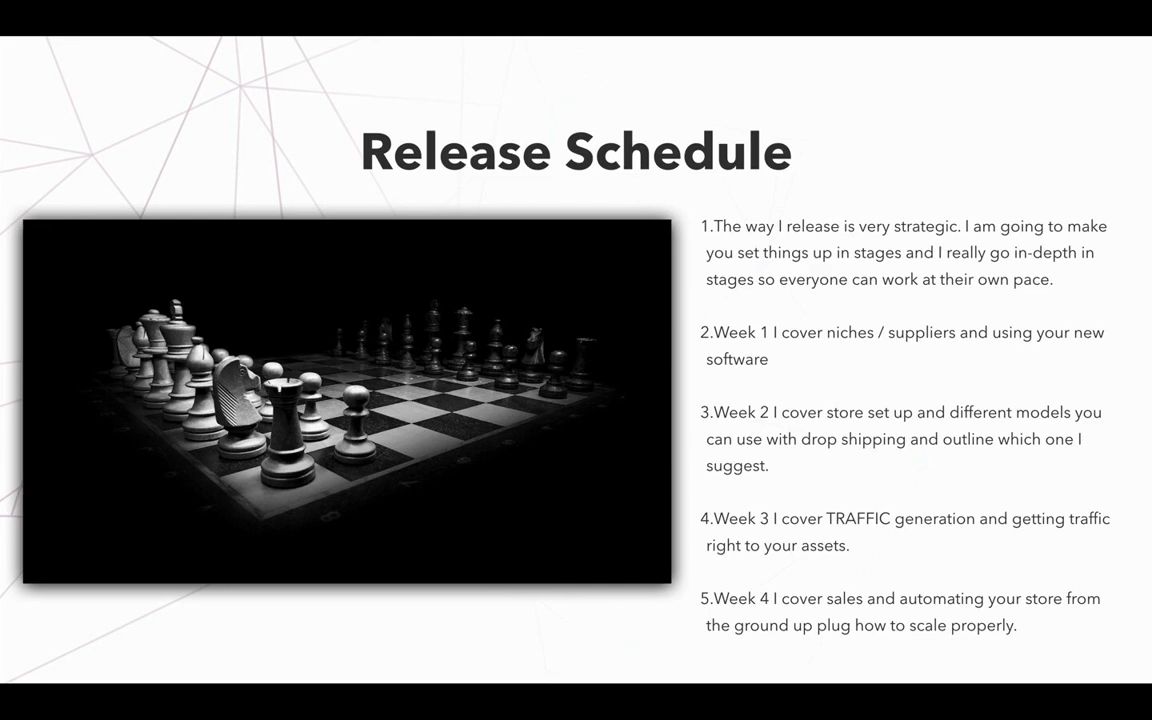 Release Schedule
1.The way I release is very strategic. I am going to make
you set things up in stages and I really go in-depth in
stages so everyone can work at their own pace.
2.Week 1 I cover niches / suppliers and using your new
software
3.Week 2 I cover store set up and different models you
can use with drop shipping and outline which one I
suggest.
4.Week 3 I cover TRAFFIC generation and getting traffic
right to your assets.
5.Week 4 I cover sales and automating your store from
the ground up plug how to scale properly.